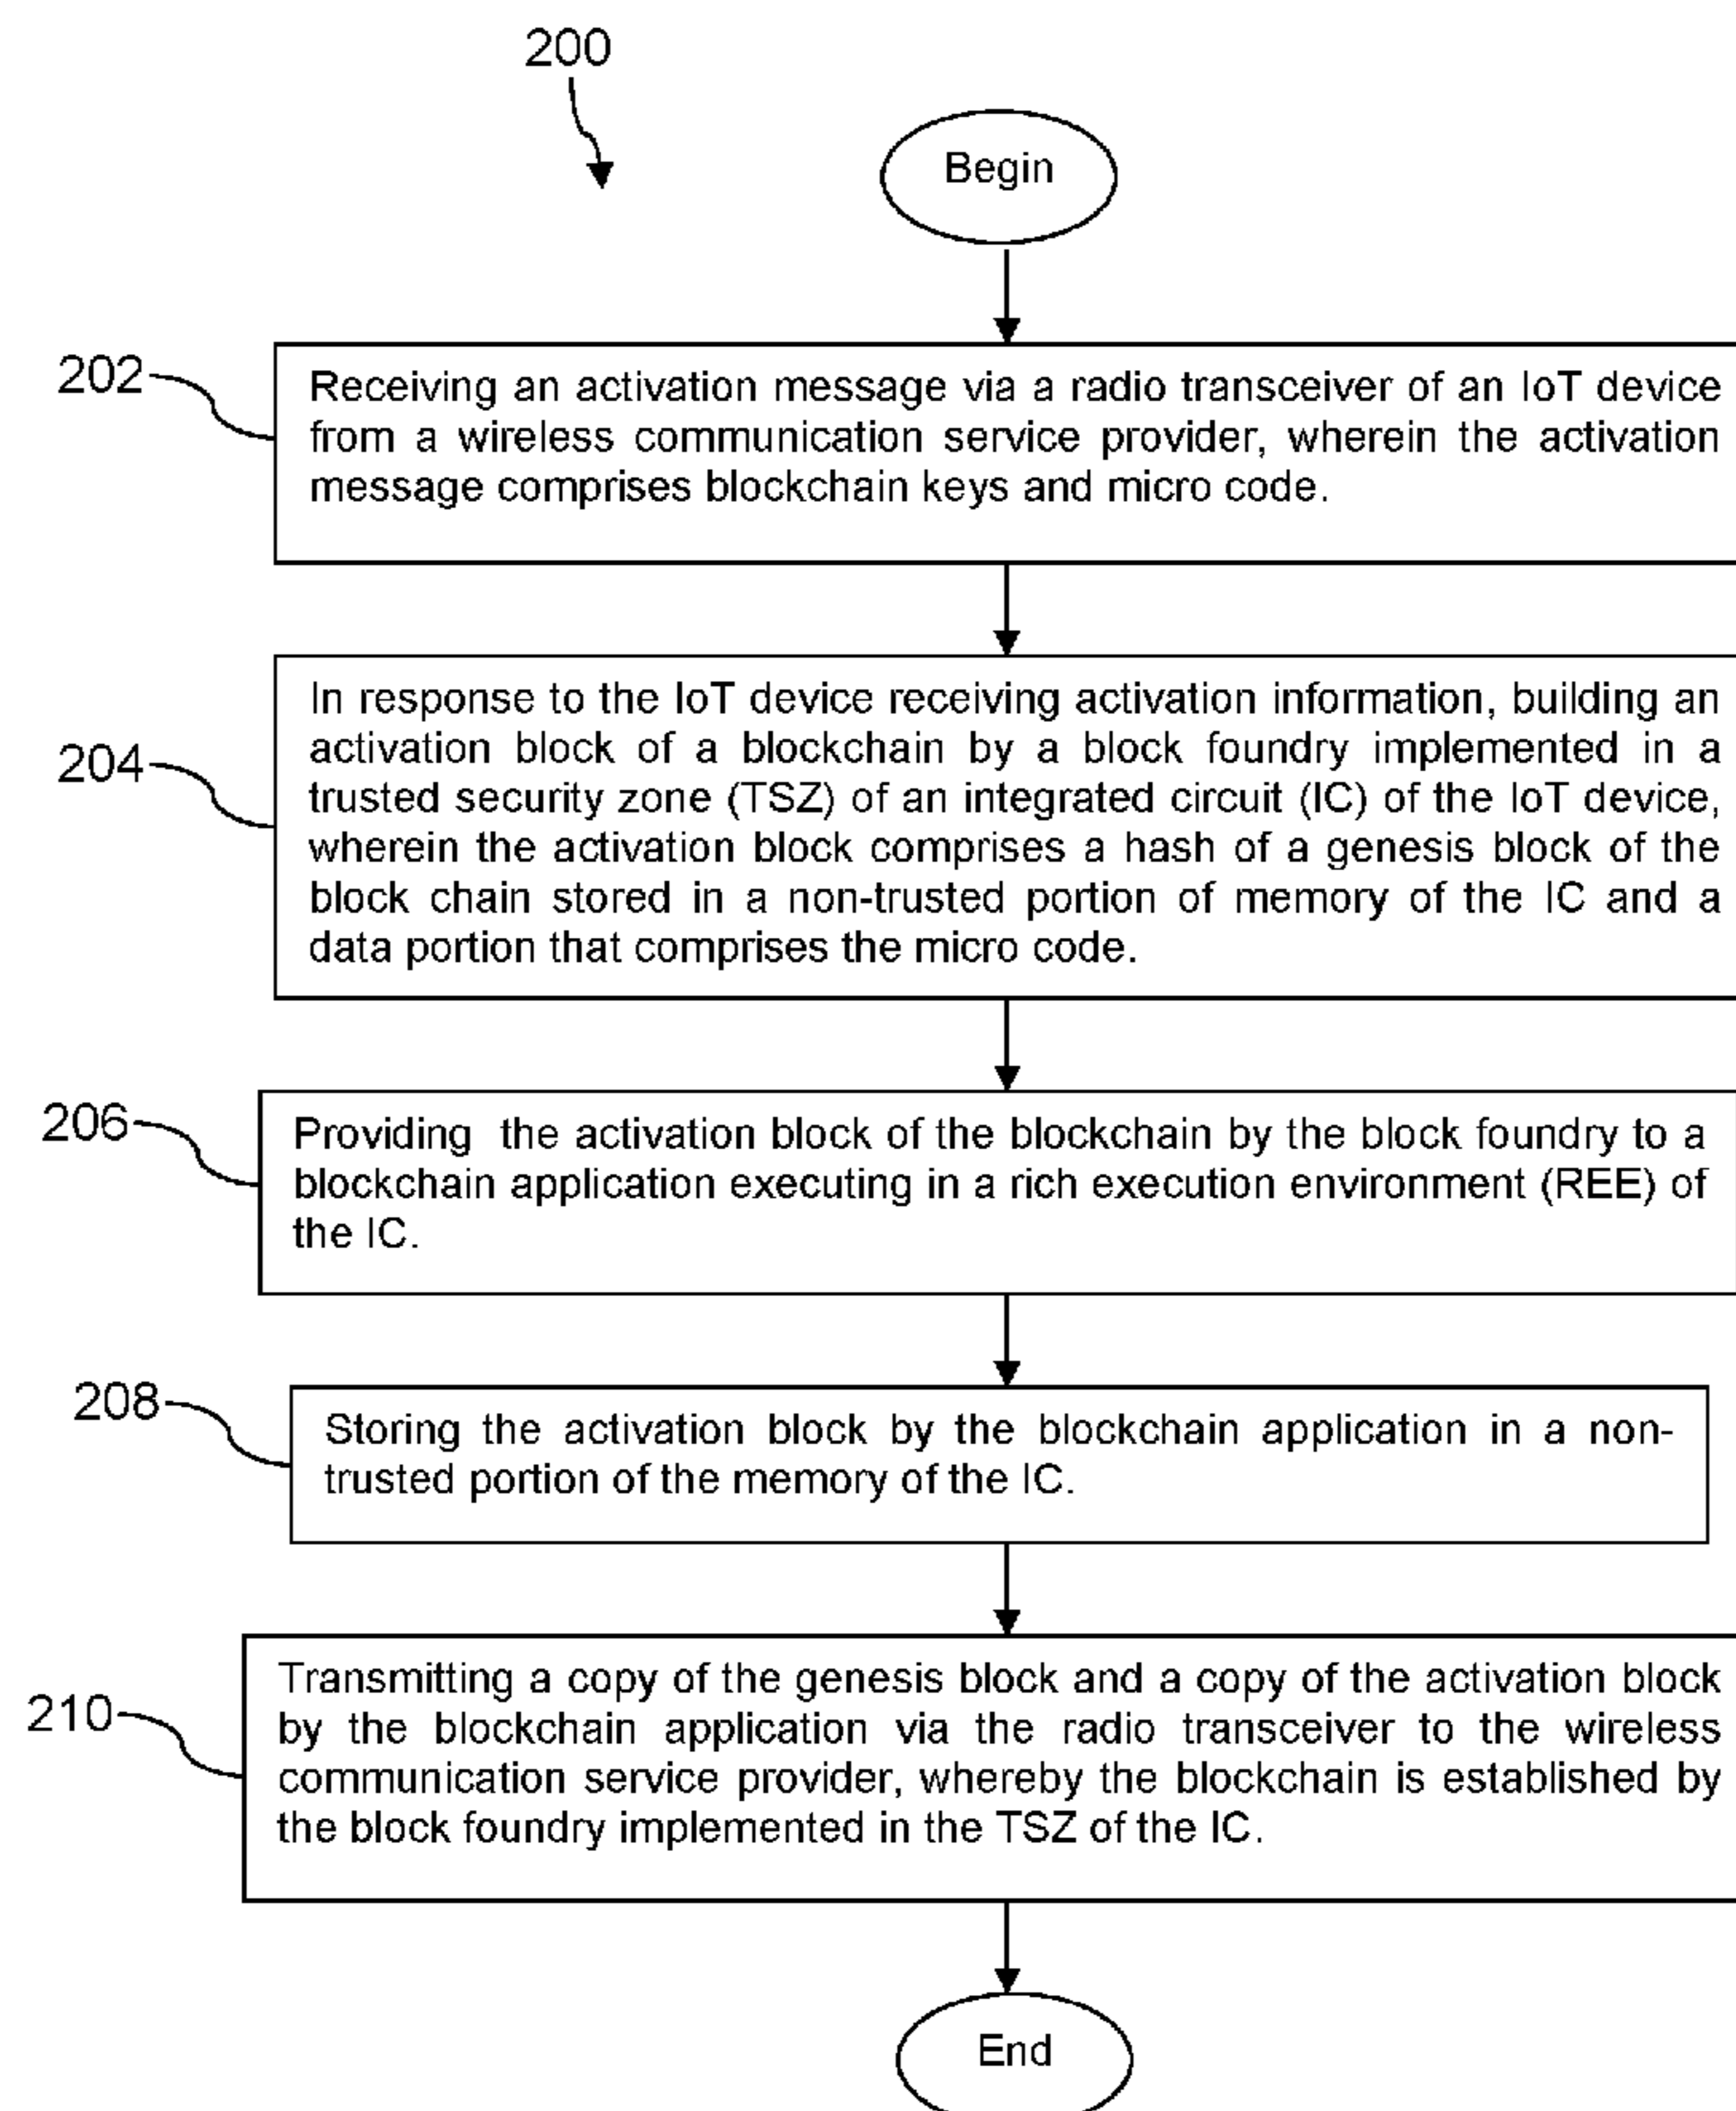 200
Begin
202
Receiving an activation message via a radio transceiver of an IoT device
from a wireless communication service provider, wherein the activation
message comprises blockchain keys and micro code.
204
In response to the IoT device receiving activation information, building an
activation block of a blockchain by a block foundry implemented in a
trusted security zone (TSZ) of an integrated circuit (IC) of the IoT device,
wherein the activation block comprises a hash of a genesis block of the
block chain stored in a non-trusted portion of memory of the IC and a
data portion that comprises the micro code.
206
Providing the activation block of the blockchain by the block foundry to a
blockchain application executing in a rich execution environment (REE) of
the IC.
208
Storing the activation block by the blockchain application in a non-
trusted portion of the memory of the IC.
210
Transmitting a copy of the genesis block and a copy of the activation block
by the blockchain application via the radio transceiver to the wireless
communication service provider, whereby the blockchain is established by
the block foundry implemented in the TSZ of the IC.
End